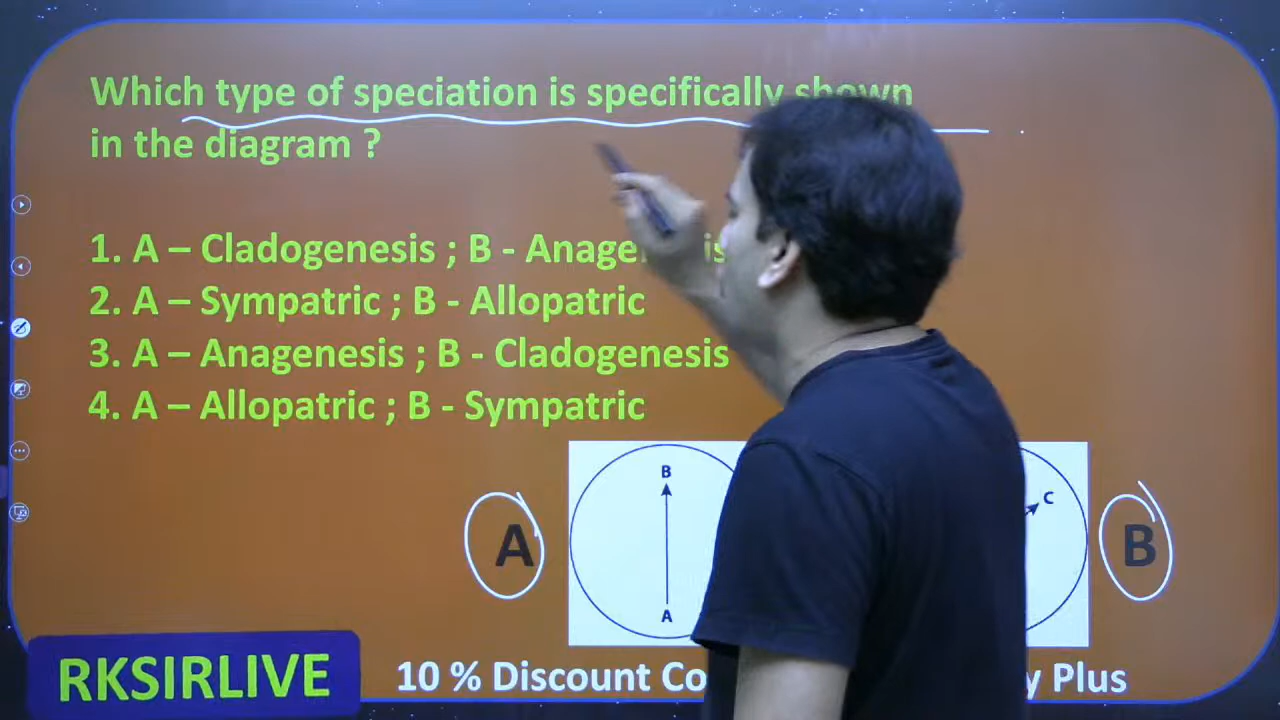 Which type of speciation is specifically shown
in the diagram ?
1. A – Cladogenesis ; B -
2. A – Sympatric ; B - Allopatric
3. A – Anagenesis ; B - Cladogenesis
4. A – Allopatric ; B - Sympatric
B
C
A
B
A
RKSIRLIVE
10 % Discount
Plus